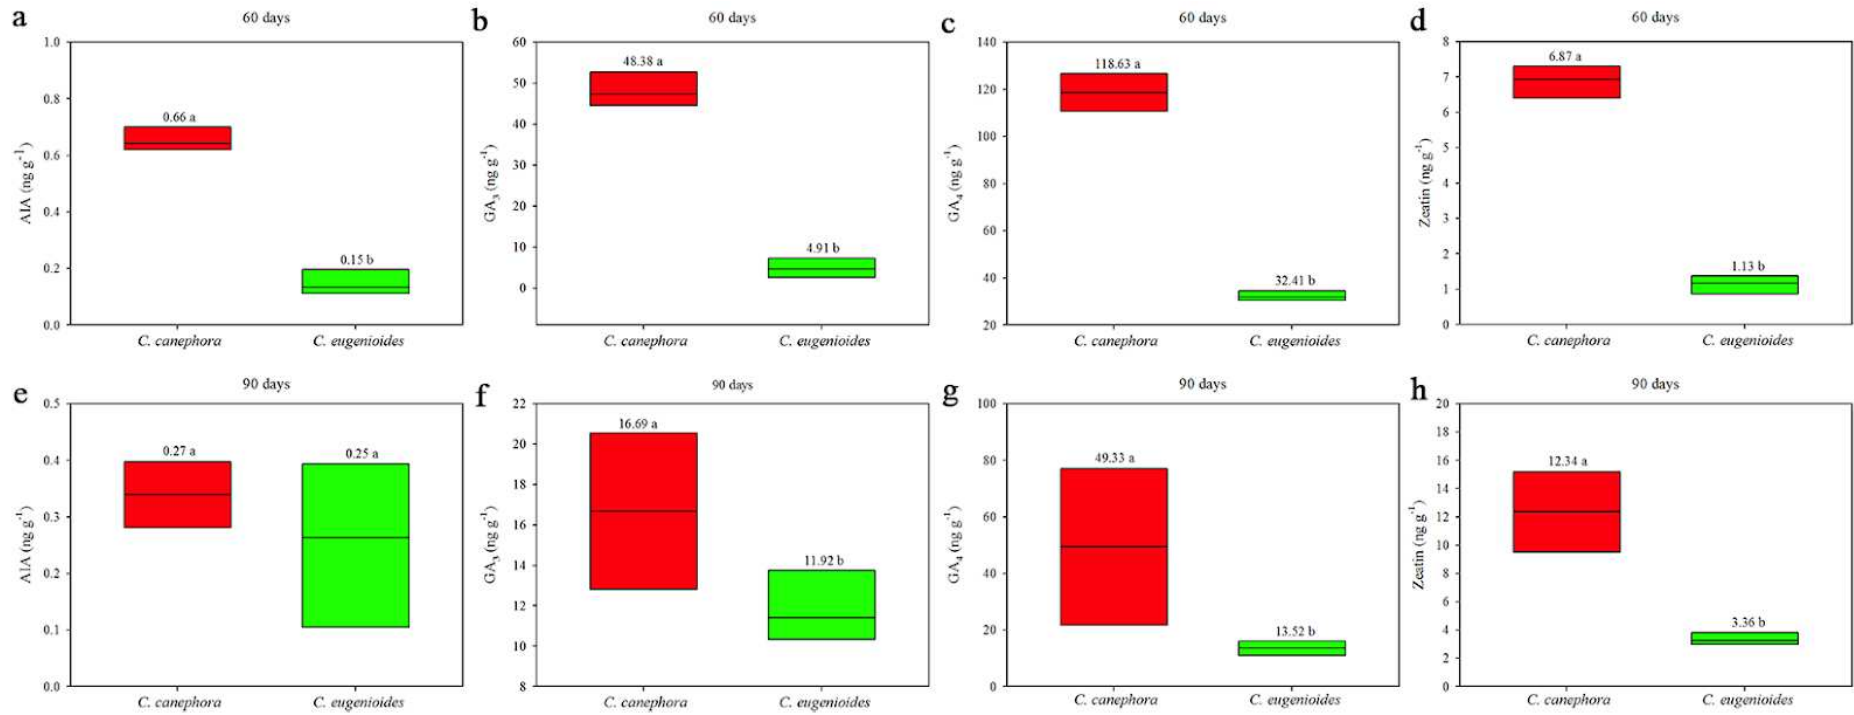 a
60 days
1.0
0.8
0.6
0.4
0.2
0.0
AIA (ng g⁻¹)
0.66 a
0.15 b
C. canephora
C. eugenioides
b
60 days
60
50
40
30
20
10
0
GA₃ (ng g⁻¹)
48.38 a
4.91 b
C. canephora
C. eugenioides
c
60 days
140
120
100
80
60
40
20
GA₄ (ng g⁻¹)
118.63 a
32.41 b
C. canephora
C. eugenioides
d
60 days
8
7
6
5
4
3
2
1
0
Zeatin (ng g⁻¹)
6.87 a
1.13 b
C. canephora
C. eugenioides
e
90 days
0.5
0.4
0.3
0.2
0.1
0.0
AIA (ng g⁻¹)
0.27 a
0.25 a
C. canephora
C. eugenioides
f
90 days
22
20
18
16
14
12
10
8
GA₃ (ng g⁻¹)
16.69 a
11.92 b
C. canephora
C. eugenioides
g
90 days
100
80
60
40
20
0
GA₄ (ng g⁻¹)
49.33 a
13.52 b
C. canephora
C. eugenioides
h
90 days
20
18
16
14
12
10
8
6
4
2
0
Zeatin (ng g⁻¹)
12.34 a
3.36 b
C. canephora
C. eugenioides